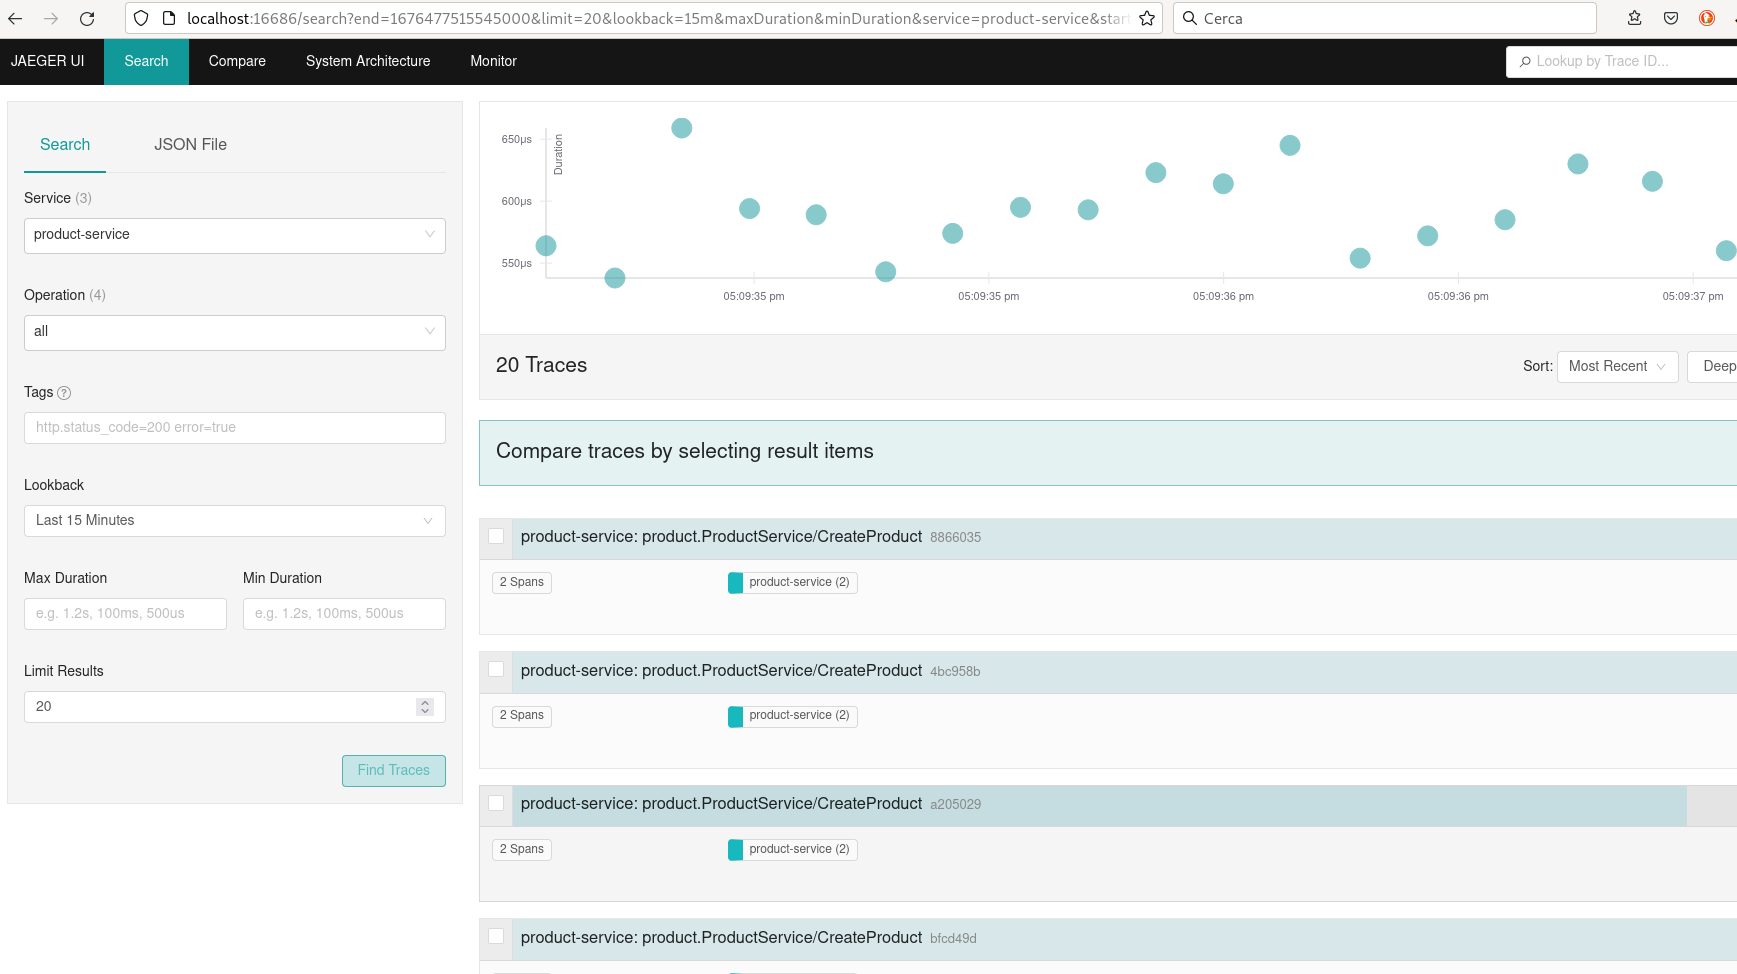 localhost:16686/search?end=1676477515545000&limit=20&lookback=15m&maxDuration&minDuration&service=product-service&star
Cerca
JAEGER UI Search Compare System Architecture Monitor
Lookup by Trace ID...
Search JSON File
Service (3)
product-service
Operation (4)
all
Tags ?
http.status_code=200 error=true
Lookback
Last 15 Minutes
Max Duration Min Duration
e.g. 1.2s, 100ms, 500us e.g. 1.2s, 100ms, 500us
Limit Results
20
Find Traces
Duration
650μs
600μs
550μs
05:09:35 pm 05:09:35 pm 05:09:36 pm 05:09:36 pm 05:09:37 pm
20 Traces
Sort: Most Recent Deep
Compare traces by selecting result items
product-service: product.ProductService/CreateProduct 8866035
2 Spans product-service (2)
product-service: product.ProductService/CreateProduct 4bc958b
2 Spans product-service (2)
product-service: product.ProductService/CreateProduct a205029
2 Spans product-service (2)
product-service: product.ProductService/CreateProduct bfcd49d